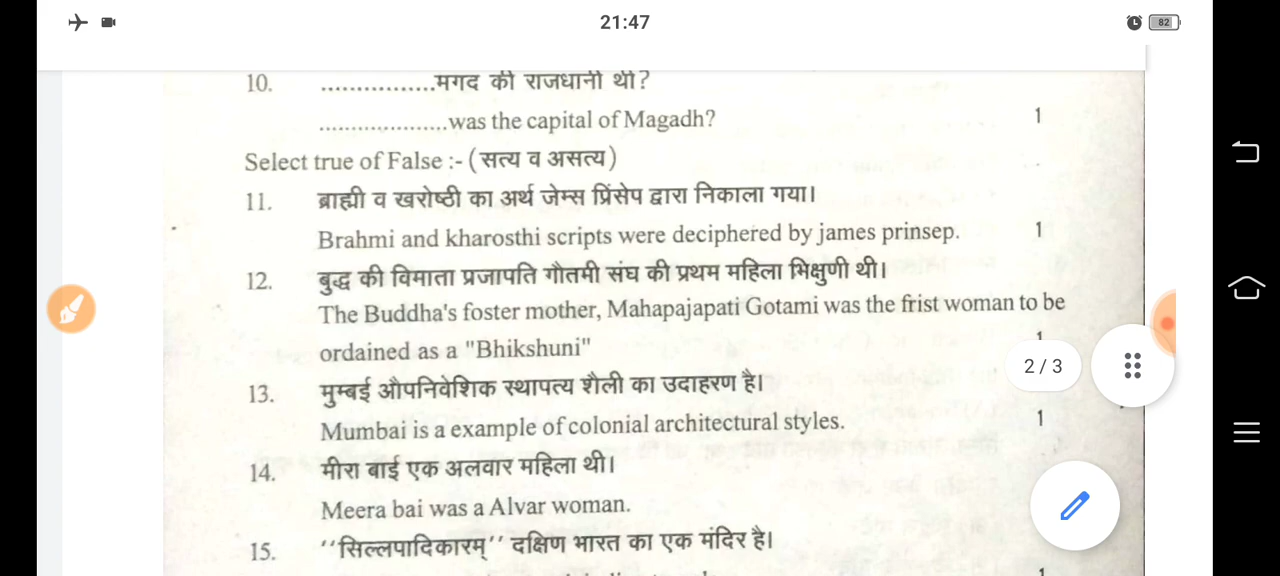 21:47
82
10. ................मगद की राजधानी थी?
...................was the capital of Magadh? 1
Select true of False :- (सत्य व असत्य)
11. ब्राह्मी व खरोष्ठी का अर्थ जेम्स प्रिंसेप द्वारा निकाला गया।
Brahmi and kharosthi scripts were deciphered by james prinsep. 1
12. बुद्ध की विमाता प्रजापति गौतमी संघ की प्रथम महिला भिक्षुणी थी।
The Buddha's foster mother, Mahapajapati Gotami was the frist woman to be
ordained as a "Bhikshuni" 1
2 / 3
13. मुम्बई औपनिवेशिक स्थापत्य शैली का उदाहरण है।
Mumbai is a example of colonial architectural styles. 1
14. मीरा बाई एक अलवार महिला थी।
Meera bai was a Alvar woman.
15. ‘‘सिल्लपादिकारम्’’ दक्षिण भारत का एक मंदिर है।